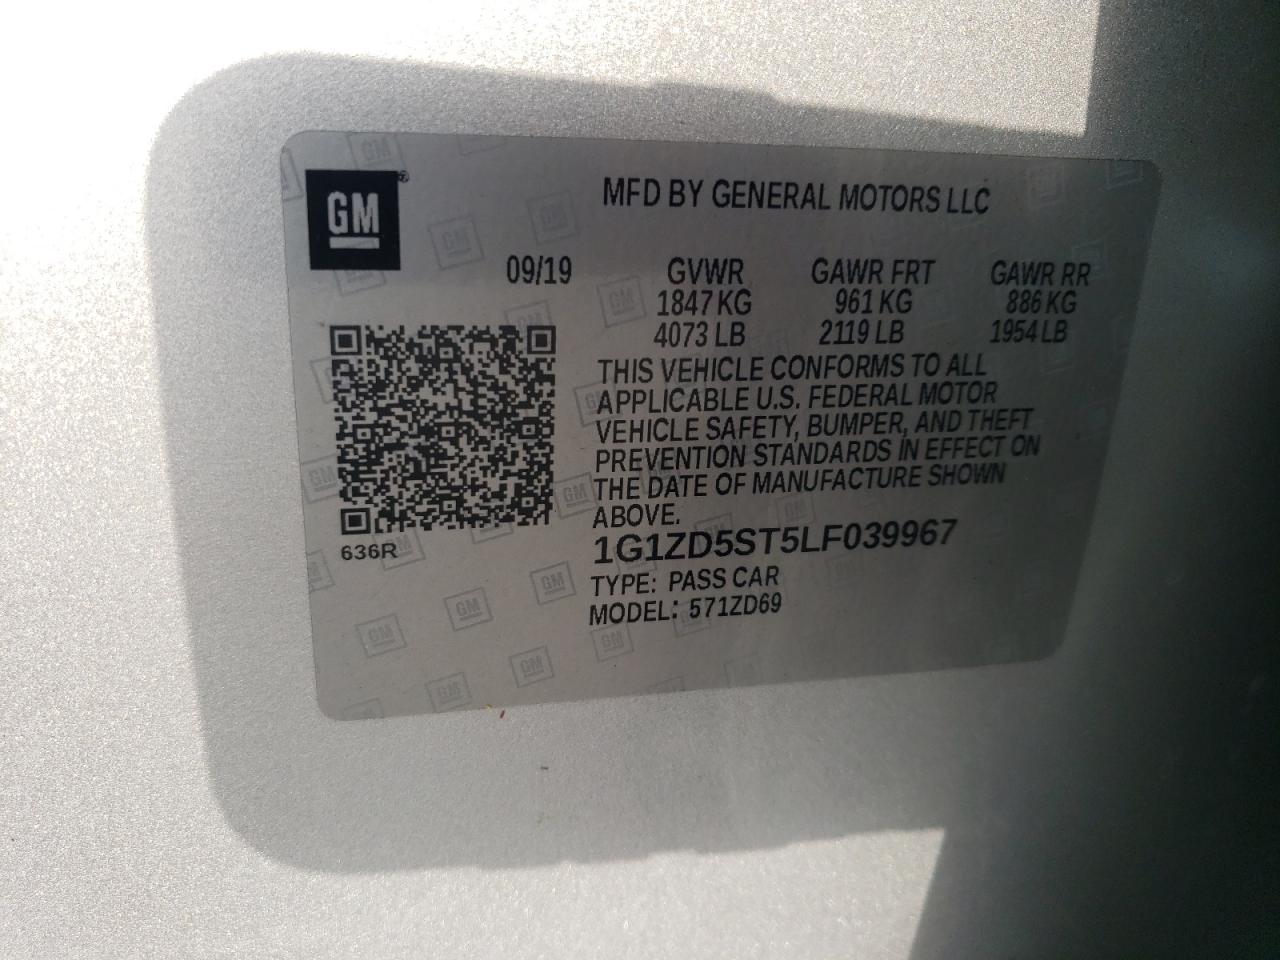 GM
MFD BY GENERAL MOTORS LLC
09/19 GVWR GAWR FRT GAWR RR
1847 KG 961 KG 886 KG
4073 LB 2119 LB 1954 LB
THIS VEHICLE CONFORMS TO ALL
APPLICABLE U.S. FEDERAL MOTOR
VEHICLE SAFETY, BUMPER, AND THEFT
PREVENTION STANDARDS IN EFFECT ON
THE DATE OF MANUFACTURE SHOWN
ABOVE.
1G1ZD5ST5LF039967
636R
TYPE: PASS CAR
MODEL: 571ZD69